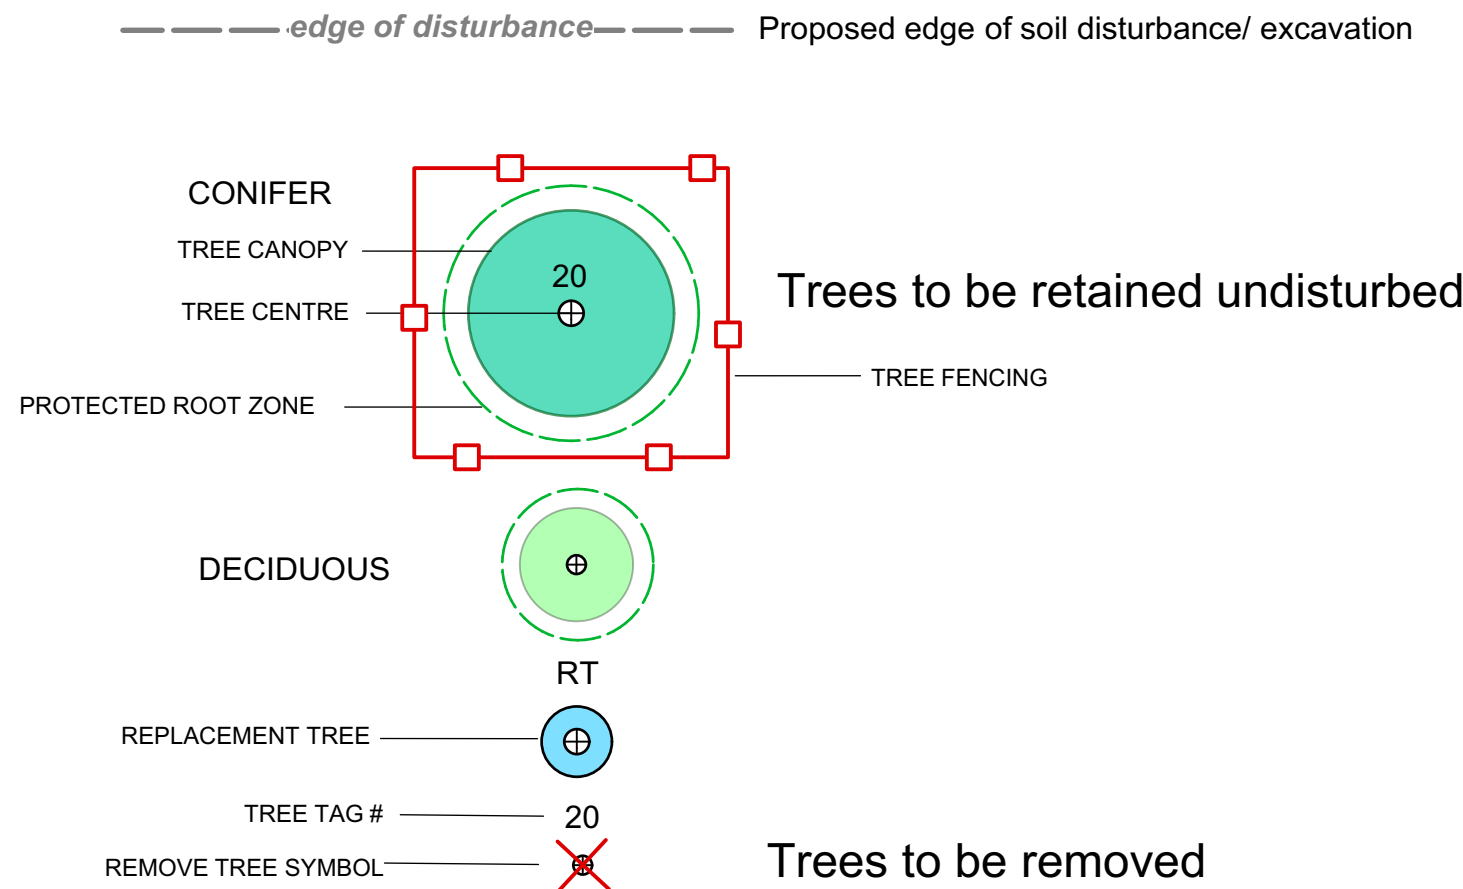 edge of disturbance Proposed edge of soil disturbance/ excavation
CONIFER
TREE CANOPY
20
TREE CENTRE
Trees to be retained undisturbed
TREE FENCING
PROTECTED ROOT ZONE
DECIDUOUS
RT
REPLACEMENT TREE
TREE TAG # 20
REMOVE TREE SYMBOL
Trees to be removed